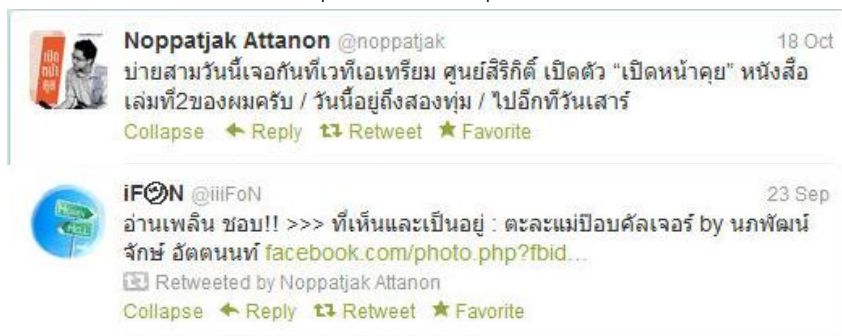 Noppatjak Attanon @noppatjak 18 Oct
บ่ายสามวันนี้เจอกันที่เวทีเอเทรียม ศูนย์สิริกิติ์ เปิดตัว “เปิดหน้าคุย” หนังสือ
เล่มที่2ของผมครับ / วันนี้อยู่ถึงสองทุ่ม / ไปอีกทีวันเสาร์
Collapse Reply Retweet Favorite
iF😜N @iiiFoN 23 Sep
อ่านเพลิน ชอบ!! >>> ที่เห็นและเป็นอยู่ : ตะละแม่ป๊อบคัลเจอร์ by นภพัฒน์
จักษ์ อัตตนนท์ facebook.com/photo.php?fbid...
Retweeted by Noppatjak Attanon
Collapse Reply Retweet Favorite